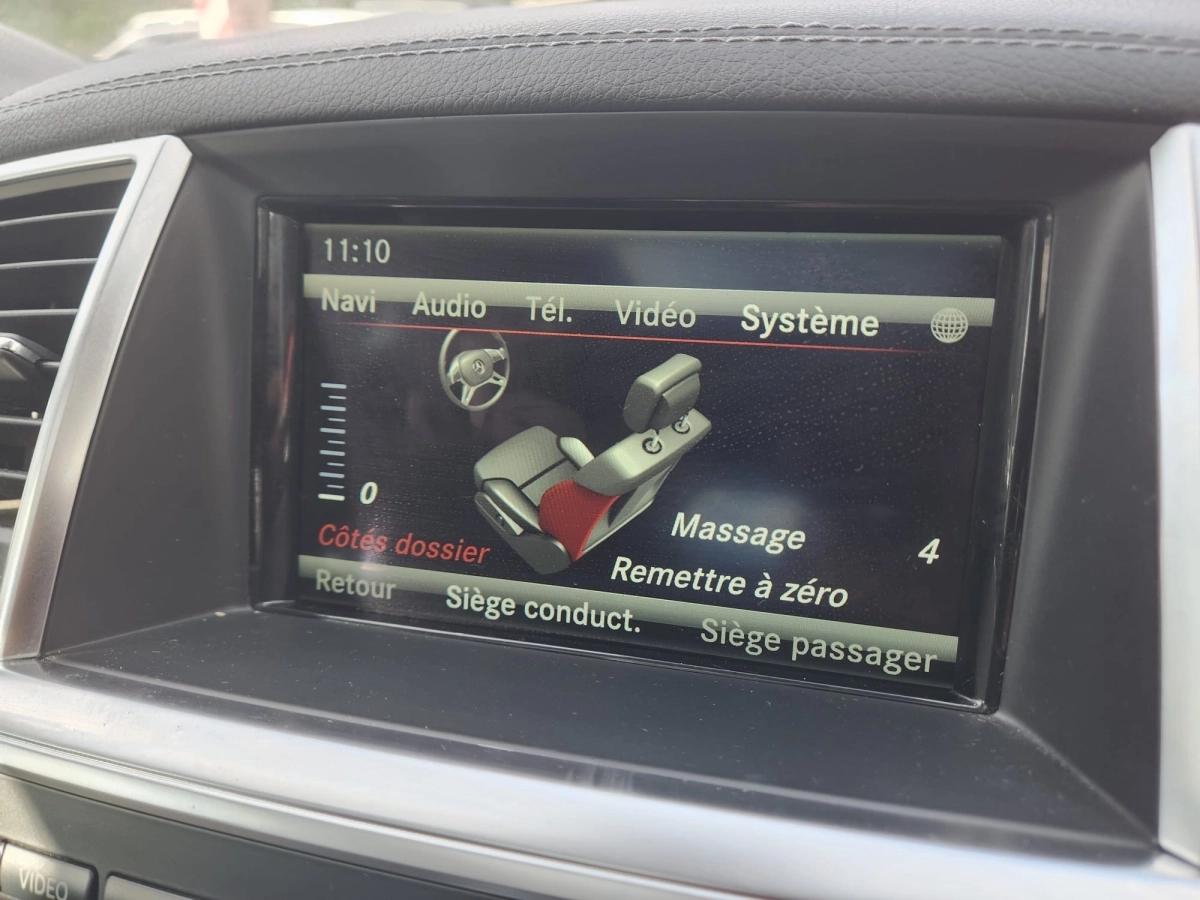 11:10
Navi Audio Tél. Vidéo Système
0
Côtés dossier
Massage 4
Remettre à zéro
Retour Siège conduct. Siège passager
VIDEO